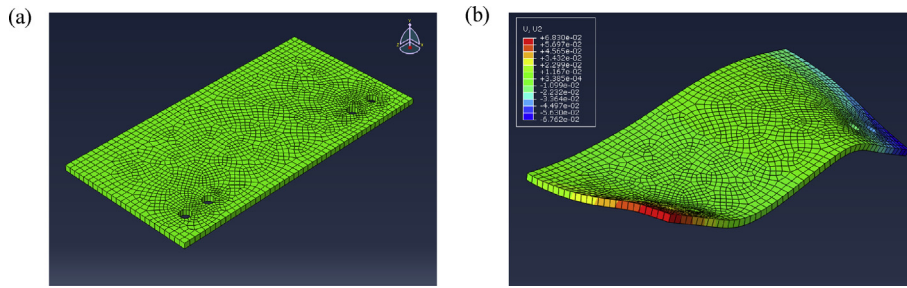 (a)
(b)
Y
Z
X
U, U2
+6.830e-02
+5.697e-02
+4.565e-02
+3.432e-02
+2.299e-02
+1.167e-02
+3.385e-04
-1.099e-02
-2.232e-02
-3.364e-02
-4.497e-02
-5.630e-02
-6.762e-02